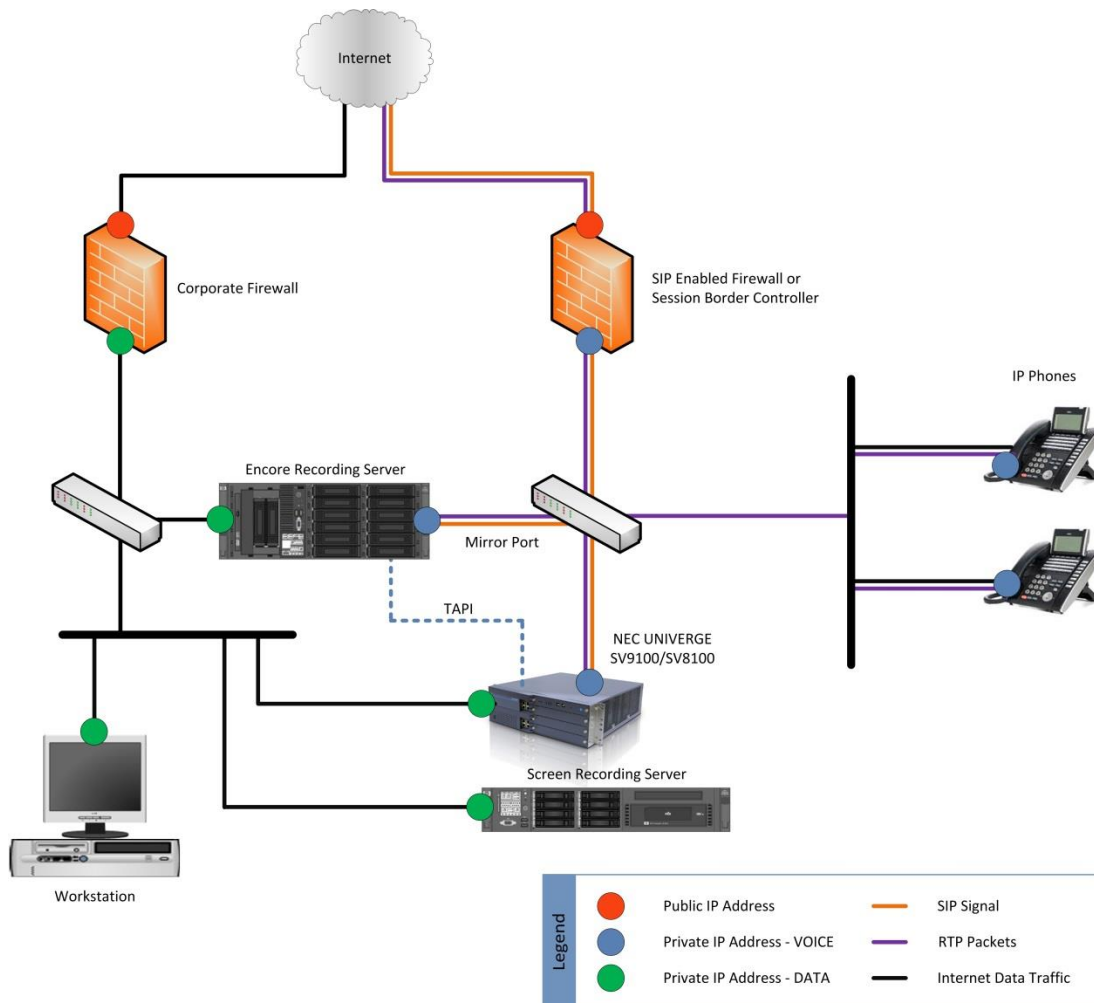 Internet
Corporate Firewall
SIP Enabled Firewall or
Session Border Controller
IP Phones
Encore Recording Server
Mirror Port
TAPI
NEC UNIVERGE
SV9100/SV8100
Screen Recording Server
Workstation
Legend
Public IP Address
SIP Signal
Private IP Address - VOICE
RTP Packets
Private IP Address - DATA
Internet Data Traffic